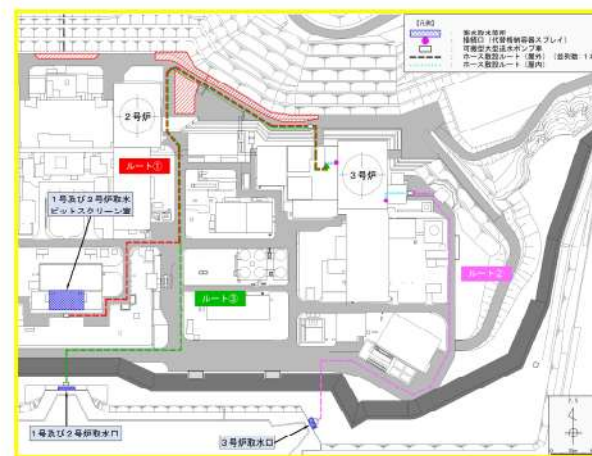 【凡例】
海水取水箇所
接続口（代替格納容器スプレイ）
可搬型大型送水ポンプ車
ホース敷設ルート（屋外）
ホース敷設ルート（屋内）
2号炉
3号炉
ルート①
1号及び2号炉取水
ピットスクリーン室
ルート②
ルート③
1号及び2号炉取水口
3号炉取水口